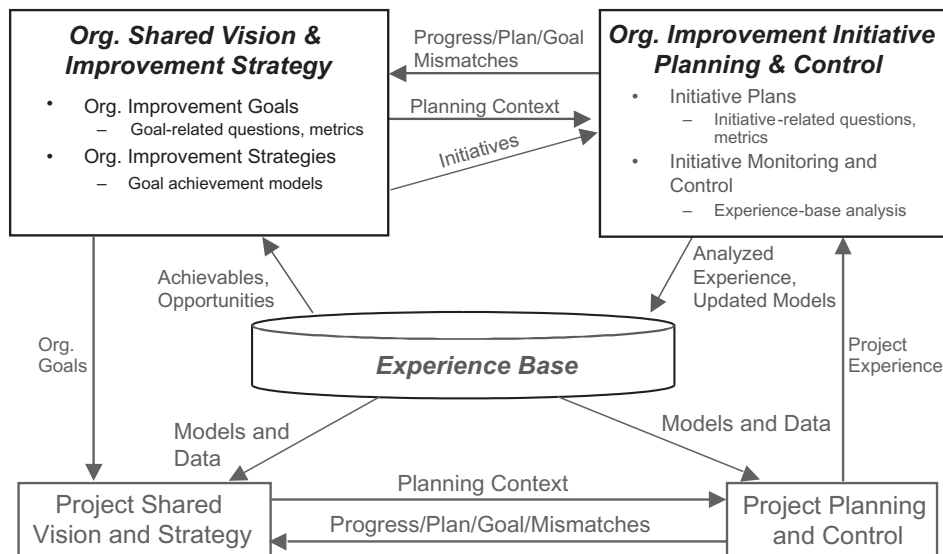 Org. Shared Vision &
Improvement Strategy
• Org. Improvement Goals
– Goal-related questions, metrics
• Org. Improvement Strategies
– Goal achievement models
Progress/Plan/Goal
Mismatches
Planning Context
Initiatives
Org. Improvement Initiative
Planning & Control
• Initiative Plans
– Initiative-related questions,
metrics
• Initiative Monitoring and
Control
– Experience-base analysis
Achievables,
Opportunities
Analyzed
Experience,
Updated Models
Org.
Goals
Experience Base
Project
Experience
Models and
Data
Models and Data
Project Shared
Vision and Strategy
Planning Context
Progress/Plan/Goal/Mismatches
Project Planning
and Control